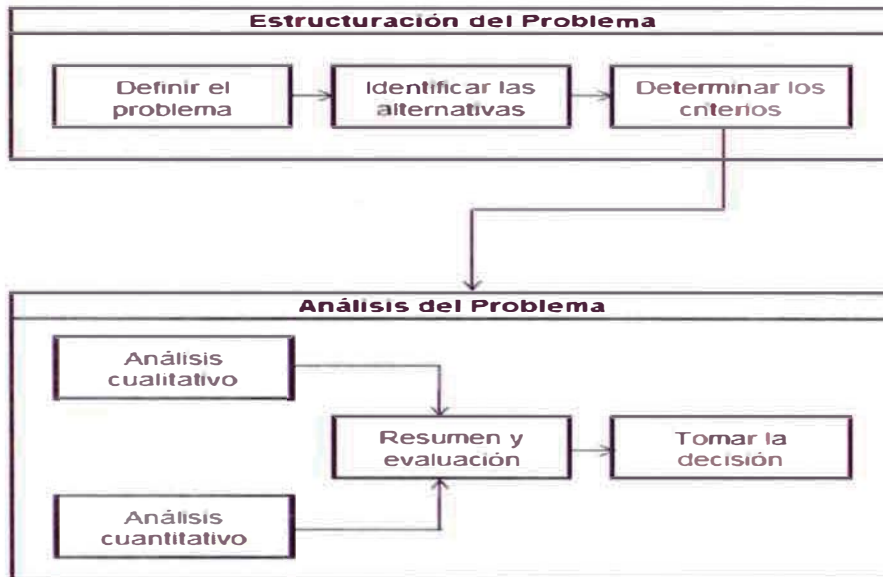 Estructuración del Problema
Definir el
problema
Identificar las
alternativas
Determinar los
criterios
Análisis del Problema
Análisis
cualitativo
Resumen y
evaluación
Tomar la
decisión
Análisis
cuantitativo